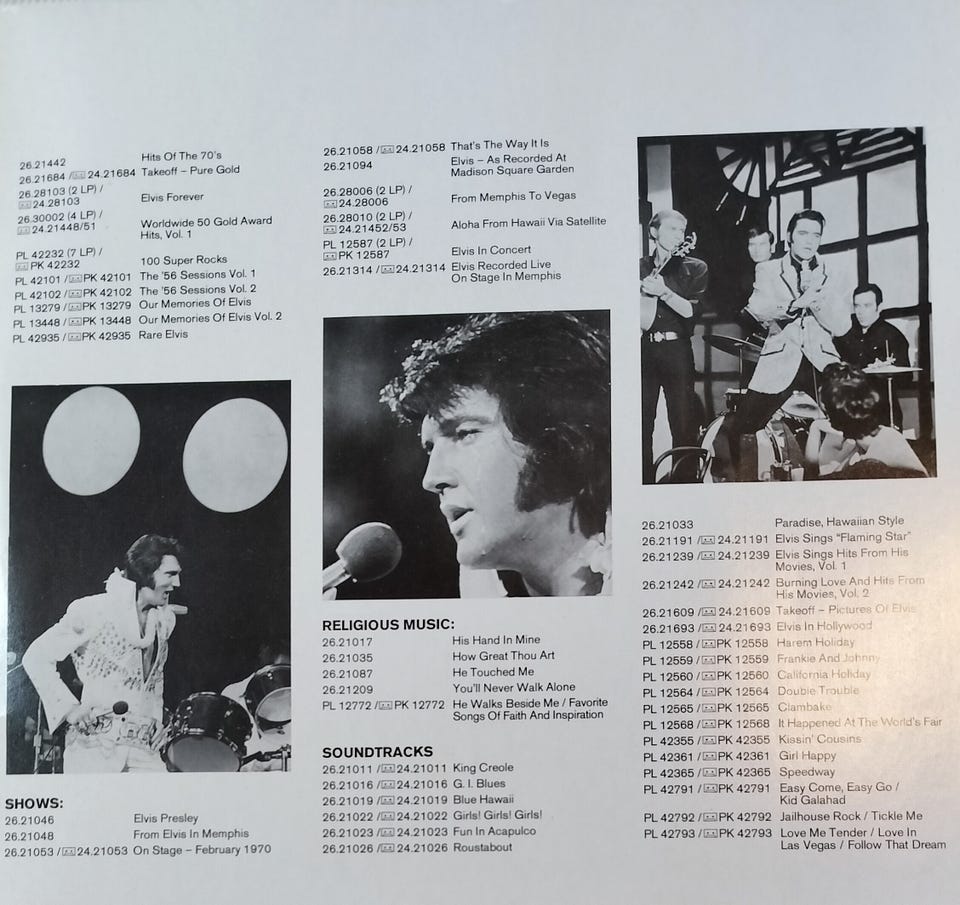 26.21442 Hits Of The 70's
26.21684 / 24.21684 Takeoff – Pure Gold
26.28103 (2 LP) /
24.28103 Elvis Forever
26.30002 (4 LP) /
24.21448/51 Worldwide 50 Gold Award
Hits, Vol. 1
PL 42232 (7 LP) /
PK 42232 100 Super Rocks
PL 42101 / PK 42101 The '56 Sessions Vol. 1
PL 42102 / PK 42102 The '56 Sessions Vol. 2
PL 13279 / PK 13279 Our Memories Of Elvis
PL 13448 / PK 13448 Our Memories Of Elvis Vol. 2
PL 42935 / PK 42935 Rare Elvis
SHOWS:
26.21046 Elvis Presley
26.21048 From Elvis In Memphis
26.21053 / 24.21053 On Stage – February 1970
26.21058 / 24.21058 That's The Way It Is
26.21094 Elvis – As Recorded At
Madison Square Garden
26.28006 (2 LP) /
24.28006 From Memphis To Vegas
26.28010 (2 LP) /
24.21452/53 Aloha From Hawaii Via Satellite
PL 12587 (2 LP) /
PK 12587 Elvis In Concert
26.21314 / 24.21314 Elvis Recorded Live
On Stage In Memphis
RELIGIOUS MUSIC:
26.21017 His Hand In Mine
26.21035 How Great Thou Art
26.21087 He Touched Me
26.21209 You'll Never Walk Alone
PL 12772 / PK 12772 He Walks Beside Me / Favorite
Songs Of Faith And Inspiration
SOUNDTRACKS
26.21011 / 24.21011 King Creole
26.21016 / 24.21016 G. I. Blues
26.21019 / 24.21019 Blue Hawaii
26.21022 / 24.21022 Girls! Girls! Girls!
26.21023 / 24.21023 Fun In Acapulco
26.21026 / 24.21026 Roustabout
26.21033 Paradise, Hawaiian Style
26.21191 / 24.21191 Elvis Sings "Flaming Star"
26.21239 / 24.21239 Elvis Sings Hits From His
Movies, Vol. 1
26.21242 / 24.21242 Burning Love And Hits From
His Movies, Vol. 2
26.21609 / 24.21609 Takeoff – Pictures Of Elvis
26.21693 / 24.21693 Elvis In Hollywood
PL 12558 / PK 12558 Harem Holiday
PL 12559 / PK 12559 Frankie And Johnny
PL 12560 / PK 12560 California Holiday
PL 12564 / PK 12564 Double Trouble
PL 12565 / PK 12565 Clambake
PL 12568 / PK 12568 It Happened At The World's Fair
PL 42355 / PK 42355 Kissin' Cousins
PL 42361 / PK 42361 Girl Happy
PL 42365 / PK 42365 Speedway
PL 42791 / PK 42791 Easy Come, Easy Go /
Kid Galahad
PL 42792 / PK 42792 Jailhouse Rock / Tickle Me
PL 42793 / PK 42793 Love Me Tender / Love In
Las Vegas / Follow That Dream